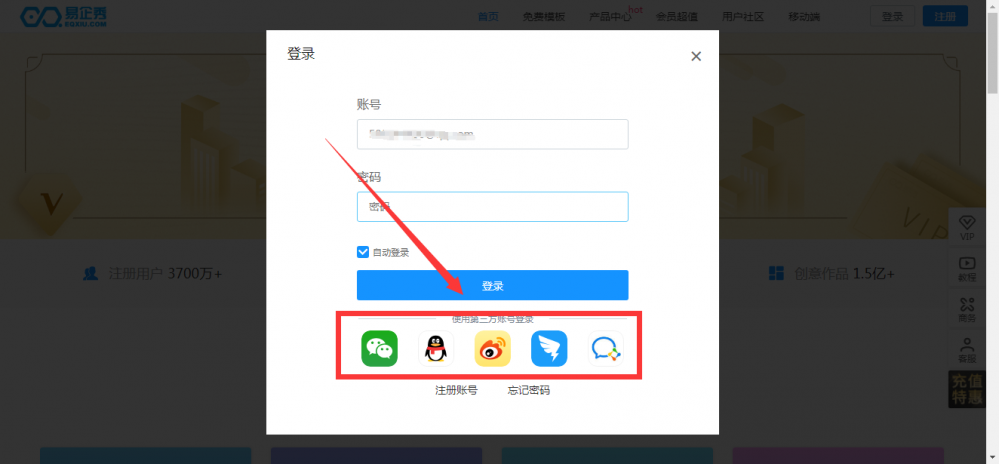 易企秀
EQXIU.COM
首页 免费模板 产品中心 hot 会员超值 用户社区 移动端 登录 注册
登录
账号
密码
密码
自动登录
登录
使用第三方账号登录
注册账号 忘记密码
注册用户 3700万+
创意作品 1.5亿+
V
VIP
VIP
教程
商务
客服
充值
特惠